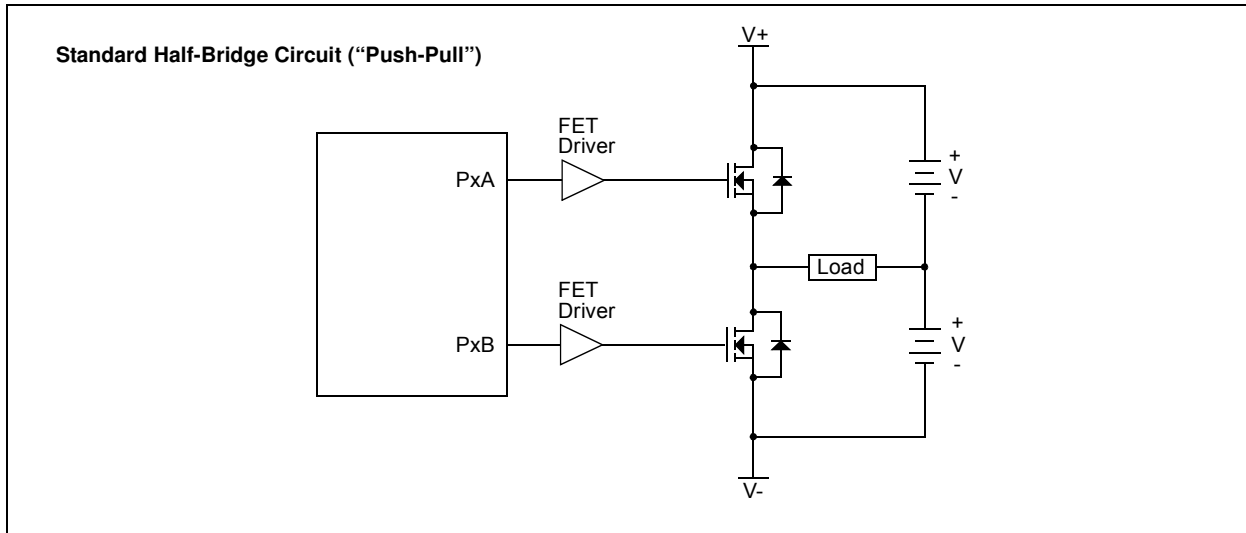 Standard Half-Bridge Circuit (“Push-Pull”)
V+
FET
Driver
PxA
+
V
-
Load
FET
Driver
PxB
+
V
-
V-